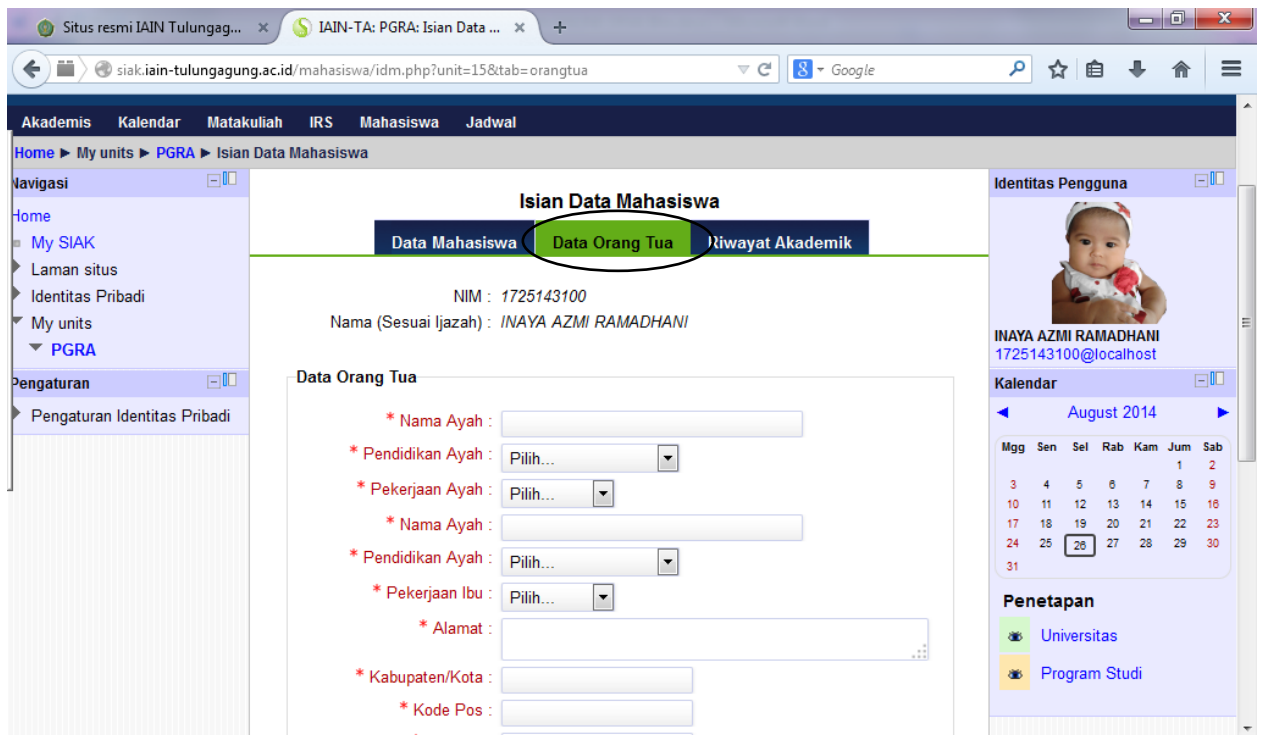 Situs resmi IAIN Tulungag...
IAIN-TA: PGRA: Isian Data ...
siak.iain-tulungagung.ac.id/mahasiswa/idm.php?unit=15&tab=orangtua
Google
Akademis Kalendar Matakuliah IRS Mahasiswa Jadwal
Home ► My units ► PGRA ► Isian Data Mahasiswa
Navigasi
Home
My SIAK
Laman situs
Identitas Pribadi
My units
PGRA
Pengaturan
Pengaturan Identitas Pribadi
Isian Data Mahasiswa
Data Mahasiswa Data Orang Tua Riwayat Akademik
NIM : 1725143100
Nama (Sesuai Ijazah) : INAYA AZMI RAMADHANI
Data Orang Tua
* Nama Ayah :
* Pendidikan Ayah : Pilih...
* Pekerjaan Ayah : Pilih...
* Nama Ayah :
* Pendidikan Ayah : Pilih...
* Pekerjaan Ibu : Pilih...
* Alamat :
* Kabupaten/Kota :
* Kode Pos :
Identitas Pengguna
INAYA AZMI RAMADHANI
1725143100@localhost
Kalendar
August 2014
Mgg Sen Sel Rab Kam Jum Sab
1 2
3 4 5 6 7 8 9
10 11 12 13 14 15 16
17 18 19 20 21 22 23
24 25 26 27 28 29 30
31
Penetapan
Universitas
Program Studi